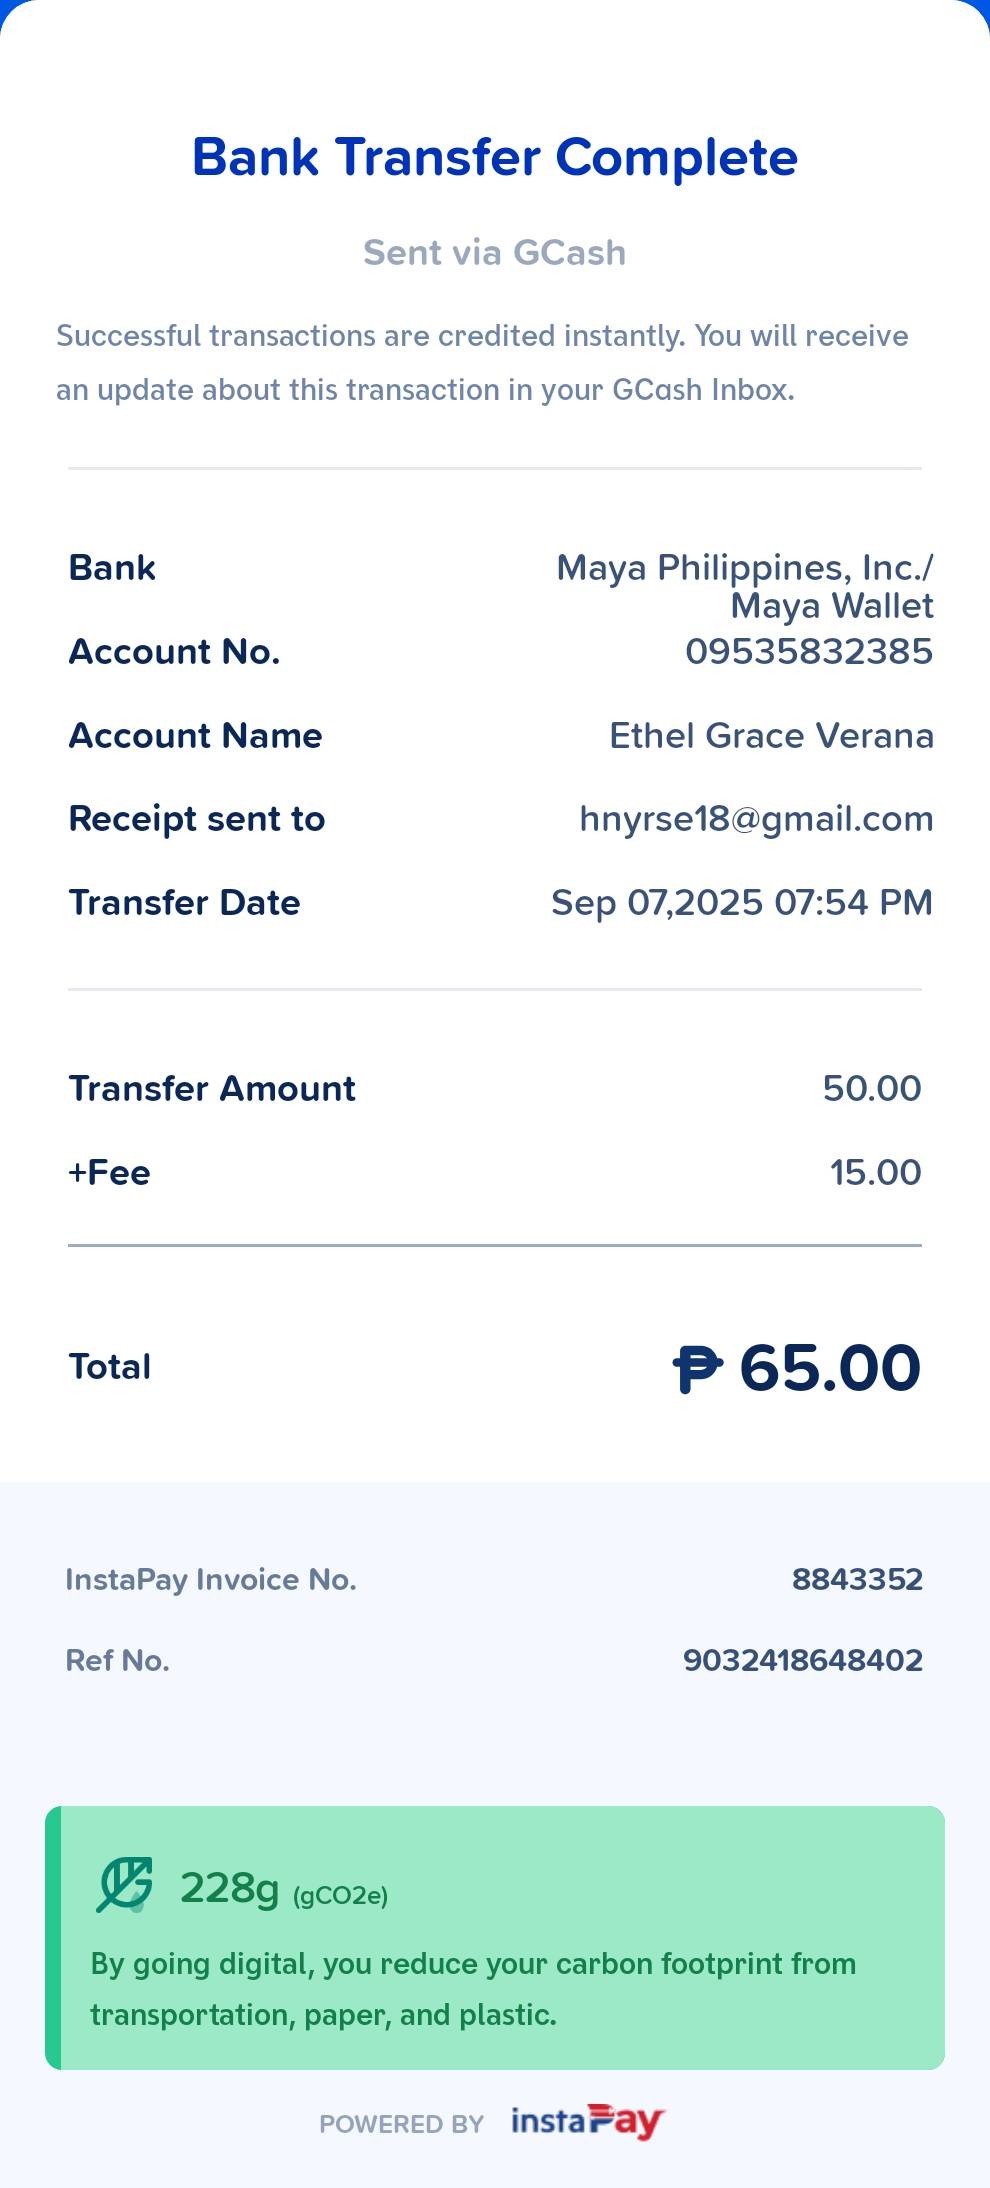 Bank Transfer Complete
Sent via GCash
Successful transactions are credited instantly. You will receive
an update about this transaction in your GCash Inbox.
Bank Maya Philippines, Inc./
Maya Wallet
Account No. 09535832385
Account Name Ethel Grace Verana
Receipt sent to hnyrse18@gmail.com
Transfer Date Sep 07,2025 07:54 PM
Transfer Amount 50.00
+Fee 15.00
Total ₱ 65.00
InstaPay Invoice No. 8843352
Ref No. 9032418648402
228g (gCO2e)
By going digital, you reduce your carbon footprint from
transportation, paper, and plastic.
POWERED BY instaPay